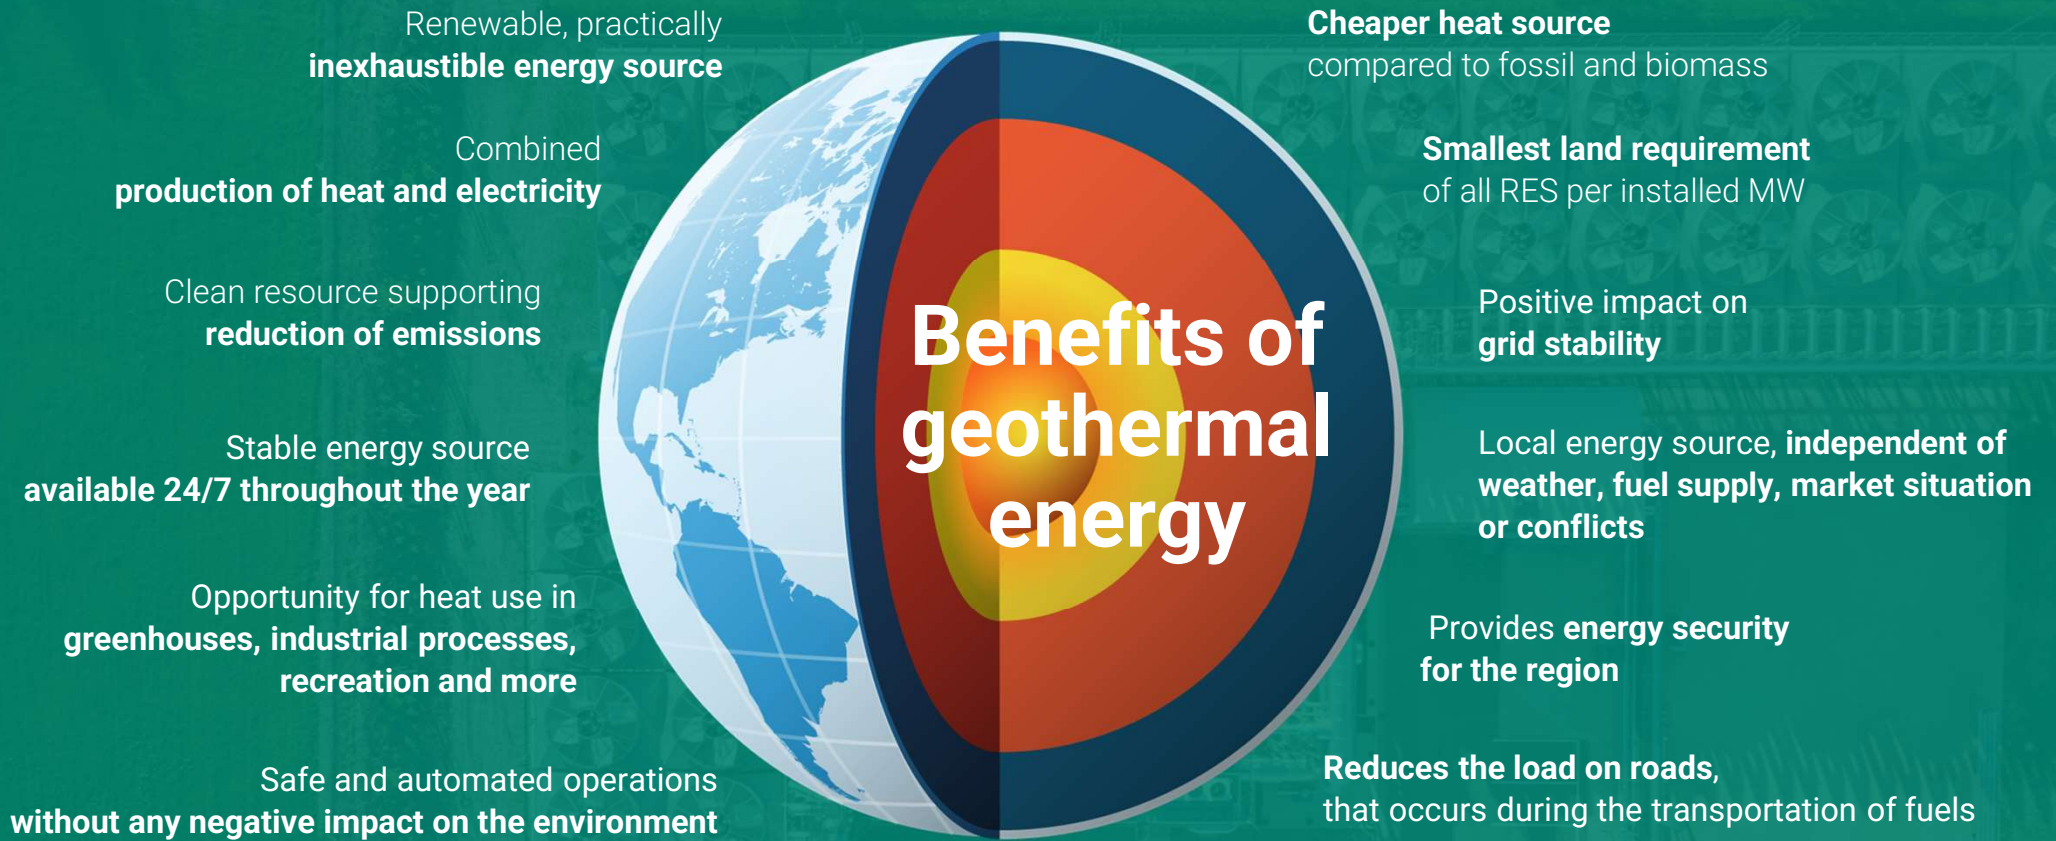 Renewable, practically
inexhaustible energy source
Combined
production of heat and electricity
Clean resource supporting
reduction of emissions
Stable energy source
available 24/7 throughout the year
Opportunity for heat use in
greenhouses, industrial processes,
recreation and more
Safe and automated operations
without any negative impact on the environment
Benefits of
geothermal
energy
Cheaper heat source
compared to fossil and biomass
Smallest land requirement
of all RES per installed MW
Positive impact on
grid stability
Local energy source, independent of
weather, fuel supply, market situation
or conflicts
Provides energy security
for the region
Reduces the load on roads,
that occurs during the transportation of fuels